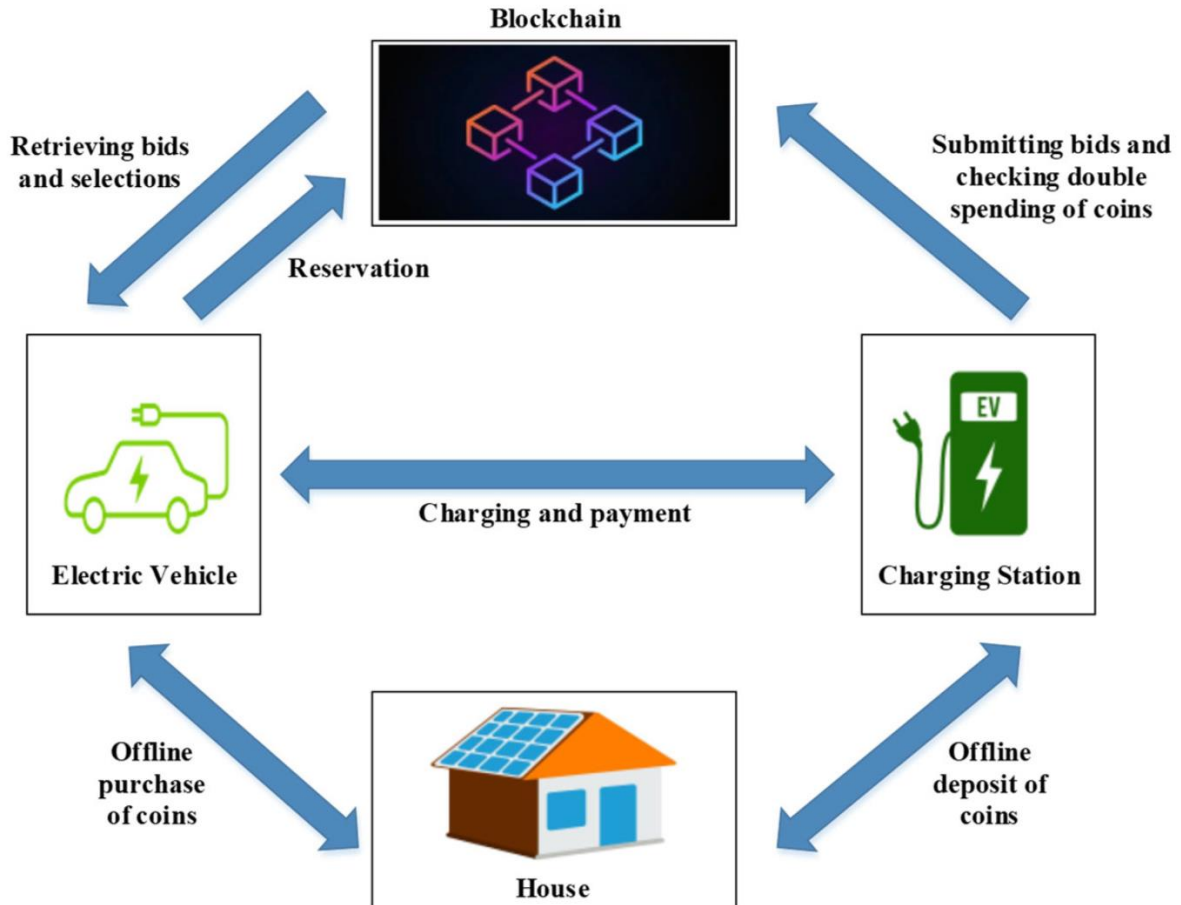 Blockchain
Retrieving bids
and selections
Submitting bids and
checking double
spending of coins
Reservation
EV
Charging and payment
Electric Vehicle
Charging Station
Offline
purchase
of coins
Offline
deposit of
coins
House